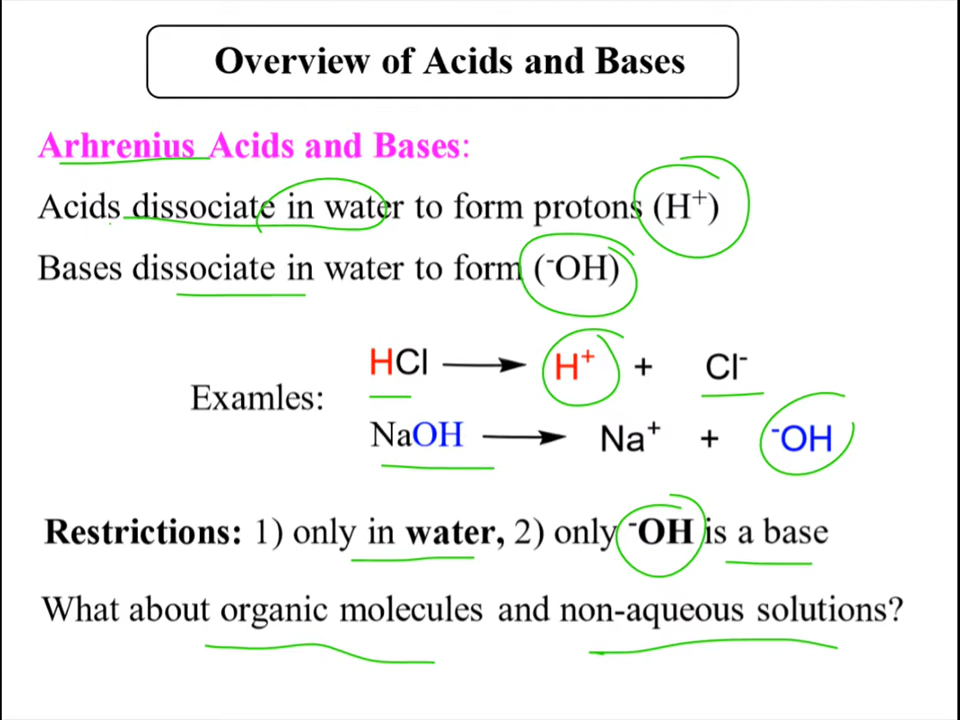 Overview of Acids and Bases
Arhrenius Acids and Bases:
Acids dissociate in water to form protons (H⁺)
Bases dissociate in water to form (⁻OH)
HCl ⟶ H⁺ + Cl⁻
Examles:
NaOH ⟶ Na⁺ + ⁻OH
Restrictions: 1) only in water, 2) only ⁻OH is a base
What about organic molecules and non-aqueous solutions?